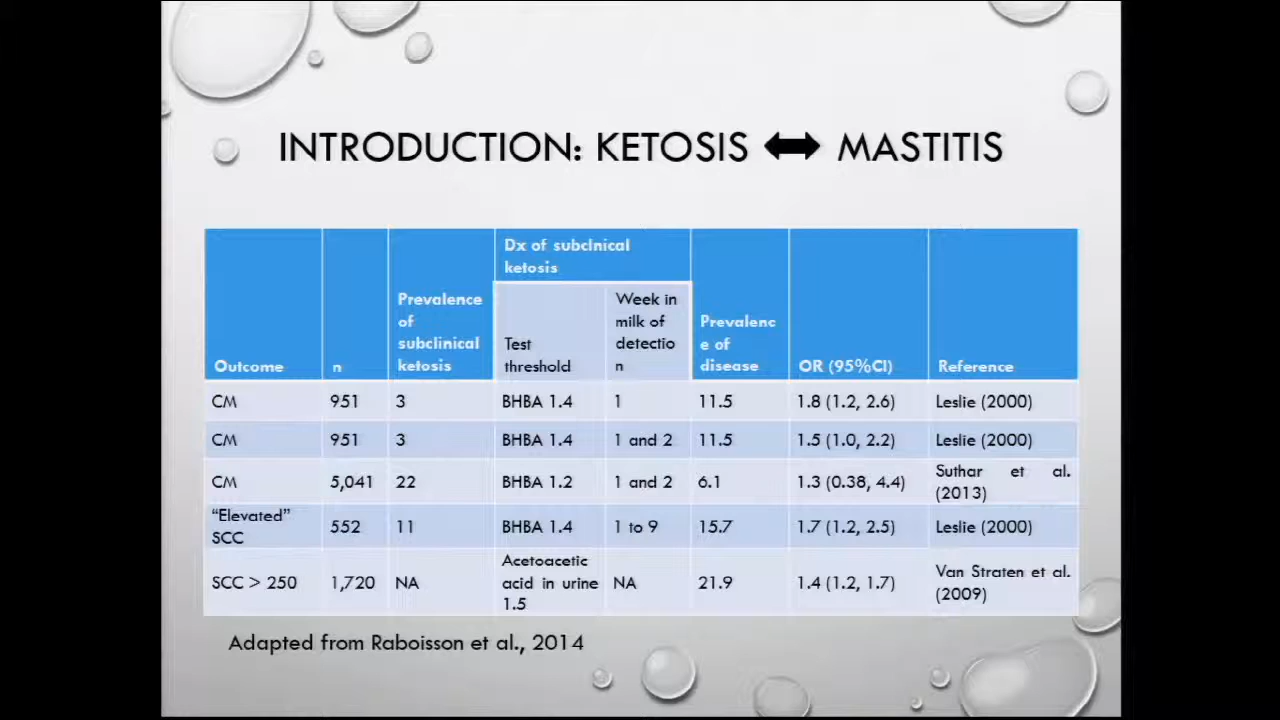 INTRODUCTION: KETOSIS ⬌ MASTITIS
Dx of subclnical
ketosis
Outcome
n
Prevalence
of
subclinical
ketosis
Test
threshold
Week in
milk of
detectio
n
Prevalenc
e of
disease
OR (95%CI)
Reference
CM 951 3 BHBA 1.4 1 11.5 1.8 (1.2, 2.6) Leslie (2000)
CM 951 3 BHBA 1.4 1 and 2 11.5 1.5 (1.0, 2.2) Leslie (2000)
CM 5,041 22 BHBA 1.2 1 and 2 6.1 1.3 (0.38, 4.4) Suthar et al.
(2013)
“Elevated”
SCC 552 11 BHBA 1.4 1 to 9 15.7 1.7 (1.2, 2.5) Leslie (2000)
SCC > 250 1,720 NA Acetoacetic
acid in urine
1.5 NA 21.9 1.4 (1.2, 1.7) Van Straten et al.
(2009)
Adapted from Raboisson et al., 2014